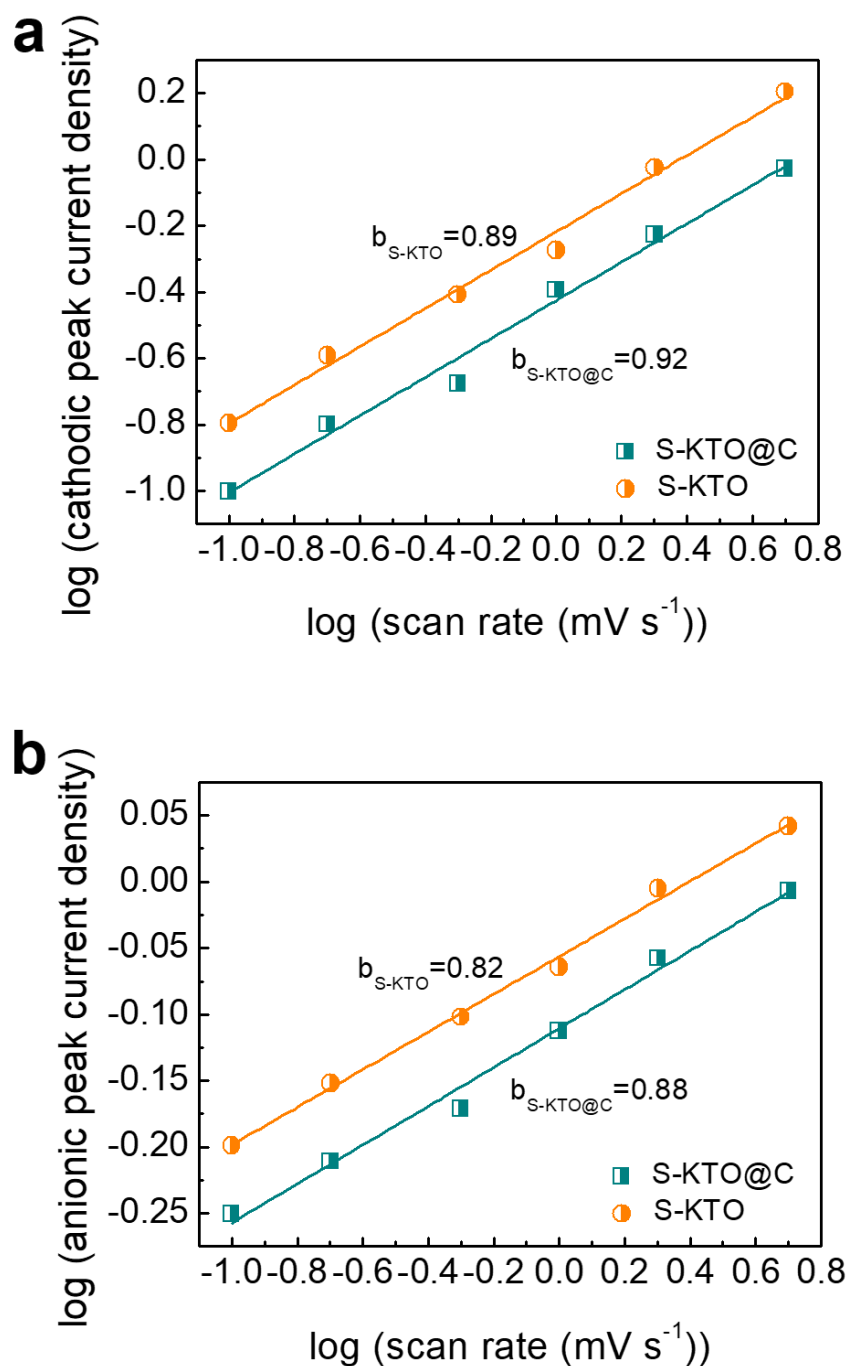 a
log (cathodic peak current density)
0.2
0.0
-0.2
-0.4
-0.6
-0.8
-1.0
b_S-KTO=0.89
b_S-KTO@C=0.92
S-KTO@C
S-KTO
-1.0 -0.8 -0.6 -0.4 -0.2 0.0 0.2 0.4 0.6 0.8
log (scan rate (mV s⁻¹))
b
log (anionic peak current density)
0.05
0.00
-0.05
-0.10
-0.15
-0.20
-0.25
b_S-KTO=0.82
b_S-KTO@C=0.88
S-KTO@C
S-KTO
-1.0 -0.8 -0.6 -0.4 -0.2 0.0 0.2 0.4 0.6 0.8
log (scan rate (mV s⁻¹))